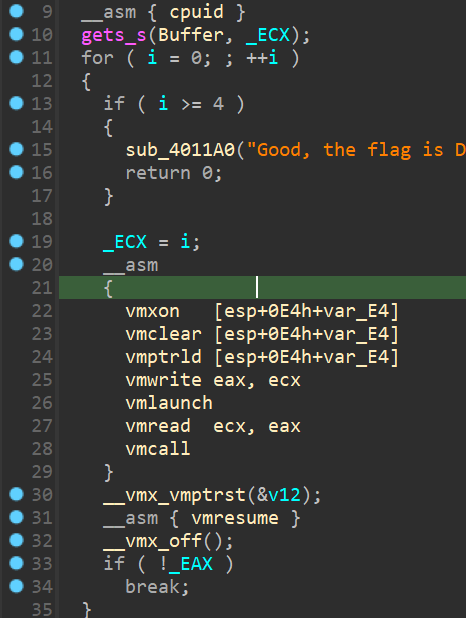 9 __asm { cpuid }
10 gets_s(Buffer, _ECX);
11 for ( i = 0; ; ++i )
12 {
13 if ( i >= 4 )
14 {
15 sub_4011A0("Good, the flag is D
16 return 0;
17 }
18
19 _ECX = i;
20 __asm
21 {
22 vmxon [esp+0E4h+var_E4]
23 vmclear [esp+0E4h+var_E4]
24 vmptrld [esp+0E4h+var_E4]
25 vmwrite eax, ecx
26 vmlaunch
27 vmread ecx, eax
28 vmcall
29 }
30 __vmx_vmptrst(&v12);
31 __asm { vmresume }
32 __vmx_off();
33 if ( !_EAX )
34 break;
35 }